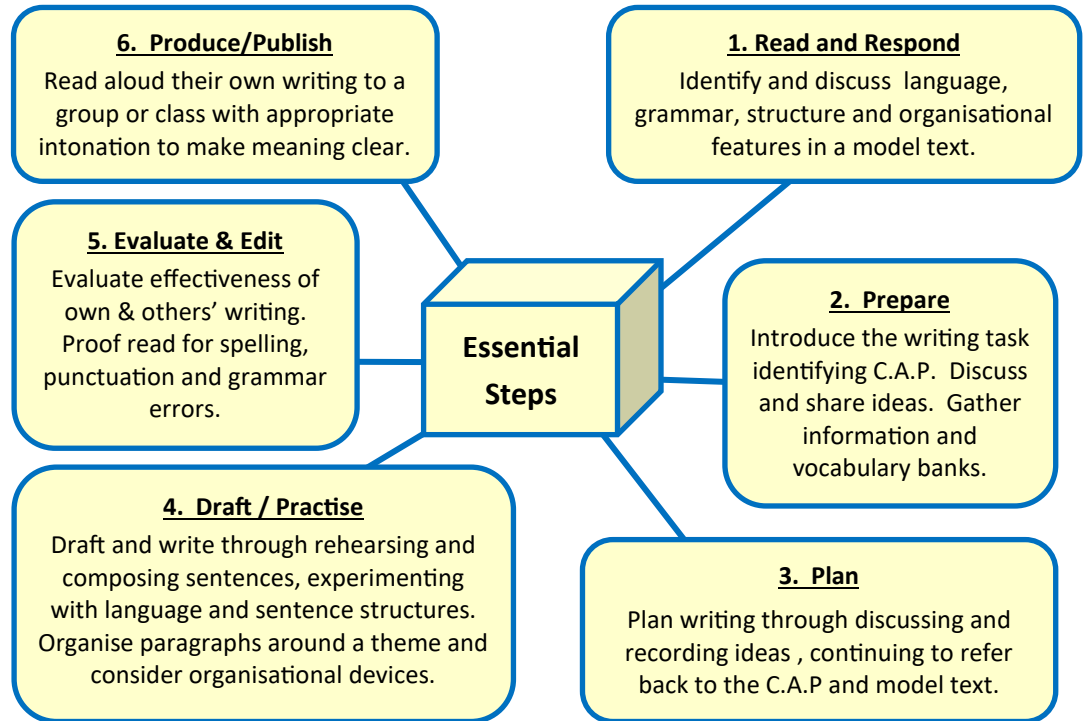 6. Produce/Publish
Read aloud their own writing to a
group or class with appropriate
intonation to make meaning clear.
1. Read and Respond
Identify and discuss language,
grammar, structure and organisational
features in a model text.
5. Evaluate & Edit
Evaluate effectiveness of
own & others’ writing.
Proof read for spelling,
punctuation and grammar
errors.
Essential
Steps
2. Prepare
Introduce the writing task
identifying C.A.P. Discuss
and share ideas. Gather
information and
vocabulary banks.
4. Draft / Practise
Draft and write through rehearsing and
composing sentences, experimenting
with language and sentence structures.
Organise paragraphs around a theme and
consider organisational devices.
3. Plan
Plan writing through discussing and
recording ideas , continuing to refer
back to the C.A.P and model text.